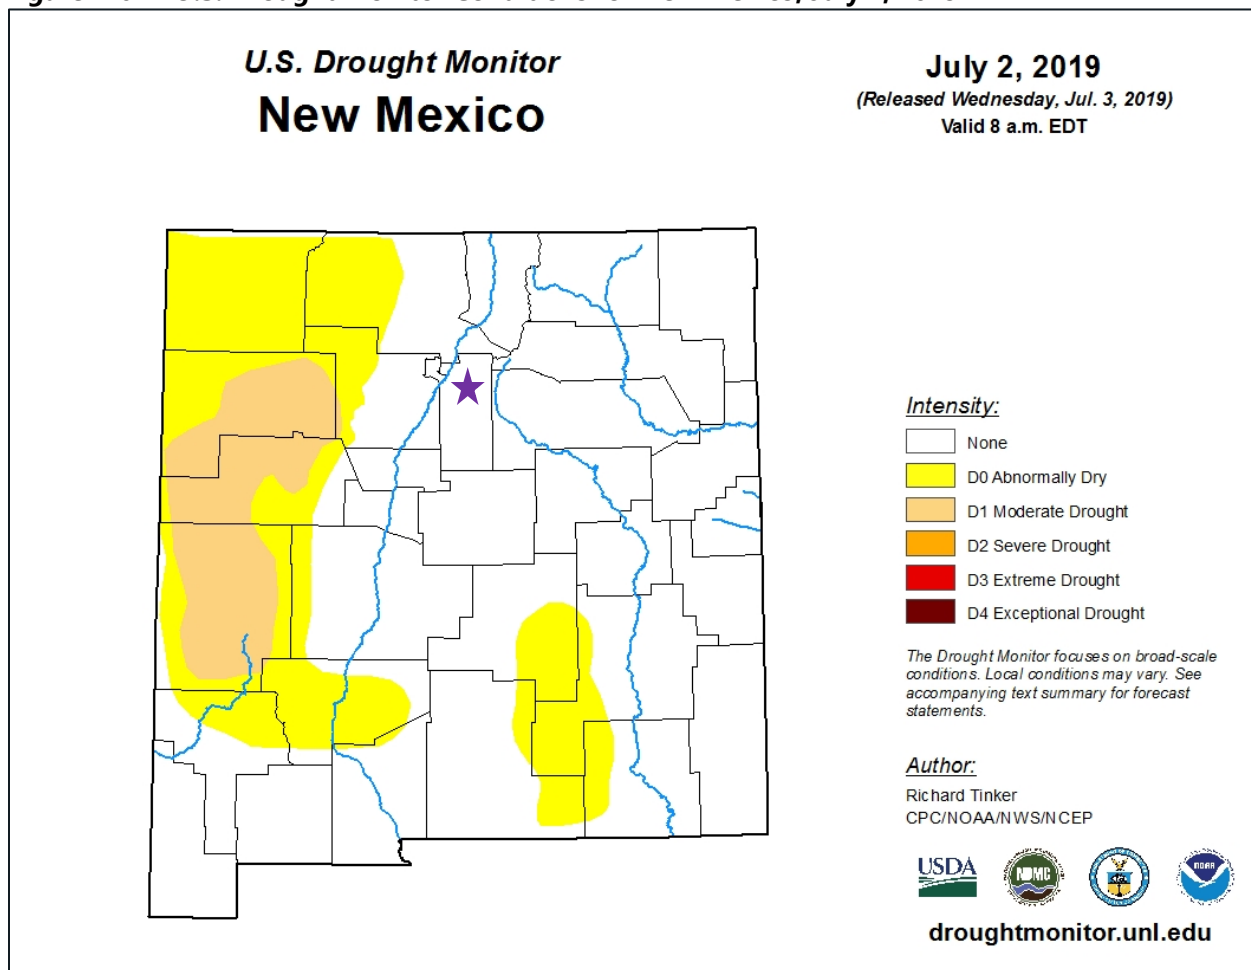 U.S. Drought Monitor
New Mexico
July 2, 2019
(Released Wednesday, Jul. 3, 2019)
Valid 8 a.m. EDT
Intensity:
None
D0 Abnormally Dry
D1 Moderate Drought
D2 Severe Drought
D3 Extreme Drought
D4 Exceptional Drought
The Drought Monitor focuses on broad-scale
conditions. Local conditions may vary. See
accompanying text summary for forecast
statements.
Author:
Richard Tinker
CPC/NOAA/NWS/NCEP
USDA
NDMC
NOAA
droughtmonitor.unl.edu